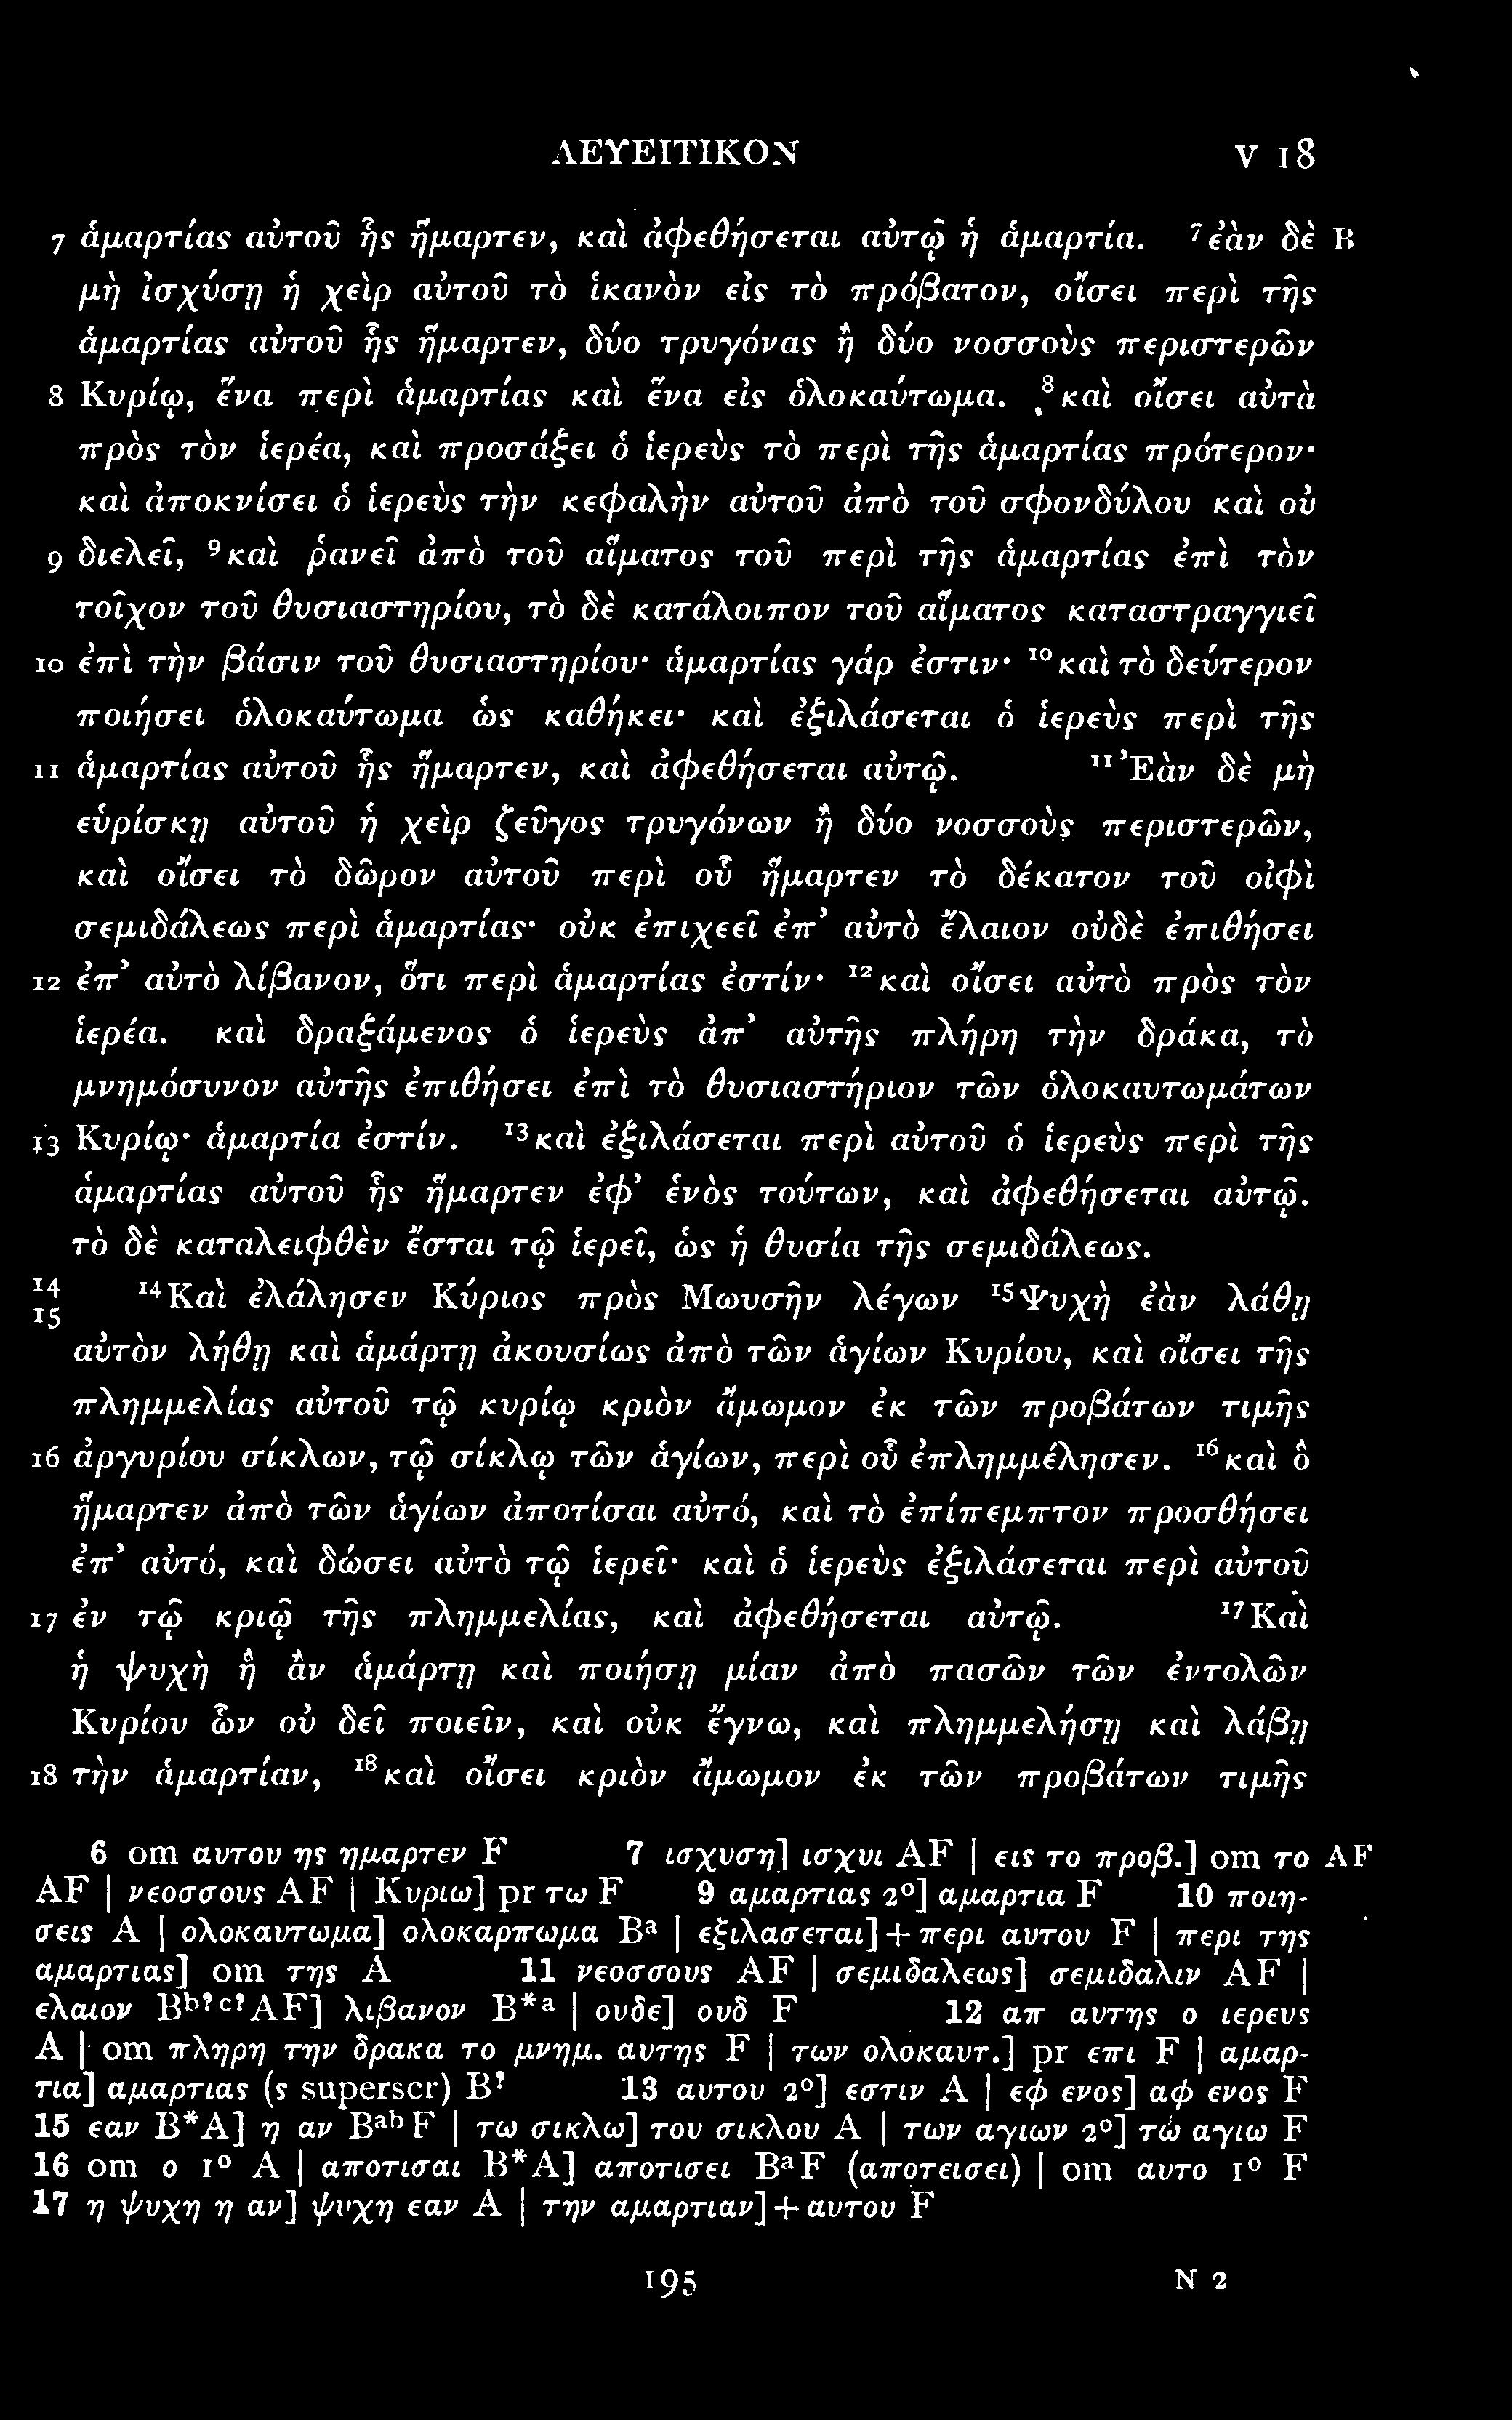 ΛΕΥΕΙΤΙΚΟΝ V 18
7 ἁμαρτίας αὐτοῦ ἧς ἥμαρτεν, καὶ ἀφεθήσεται αὐτῷ ἡ ἁμαρτία. ⁷ἐὰν δὲ B
μὴ ἰσχύσῃ ἡ χεὶρ αὐτοῦ τὸ ἱκανὸν εἰς τὸ πρόβατον, οἴσει περὶ τῆς
ἁμαρτίας αὐτοῦ ἧς ἥμαρτεν, δύο τρυγόνας ἢ δύο νοσσοὺς περιστερῶν
8 Κυρίῳ, ἕνα περὶ ἁμαρτίας καὶ ἕνα εἰς ὁλοκαύτωμα. ⁸καὶ οἴσει αὐτὰ
πρὸς τὸν ἱερέα, καὶ προσάξει ὁ ἱερεὺς τὸ περὶ τῆς ἁμαρτίας πρότερον·
καὶ ἀποκνίσει ὁ ἱερεὺς τὴν κεφαλὴν αὐτοῦ ἀπὸ τοῦ σφονδύλου καὶ οὐ
9 διελεῖ, ⁹καὶ ῥανεῖ ἀπὸ τοῦ αἵματος τοῦ περὶ τῆς ἁμαρτίας ἐπὶ τὸν
τοῖχον τοῦ θυσιαστηρίου, τὸ δὲ κατάλοιπον τοῦ αἵματος καταστραγγιεῖ
10 ἐπὶ τὴν βάσιν τοῦ θυσιαστηρίου· ἁμαρτίας γάρ ἐστιν· ¹⁰καὶ τὸ δεύτερον
ποιήσει ὁλοκαύτωμα ὡς καθήκει· καὶ ἐξιλάσεται ὁ ἱερεὺς περὶ τῆς
11 ἁμαρτίας αὐτοῦ ἧς ἥμαρτεν, καὶ ἀφεθήσεται αὐτῷ. ¹¹Ἐὰν δὲ μὴ
εὑρίσκῃ αὐτοῦ ἡ χεὶρ ζεῦγος τρυγόνων ἢ δύο νοσσοὺς περιστερῶν,
καὶ οἴσει τὸ δῶρον αὐτοῦ περὶ οὗ ἥμαρτεν τὸ δέκατον τοῦ οἰφὶ
σεμιδάλεως περὶ ἁμαρτίας· οὐκ ἐπιχεεῖ ἐπ’ αὐτὸ ἔλαιον οὐδὲ ἐπιθήσει
12 ἐπ’ αὐτὸ λίβανον, ὅτι περὶ ἁμαρτίας ἐστίν· ¹²καὶ οἴσει αὐτὸ πρὸς τὸν
ἱερέα. καὶ δραξάμενος ὁ ἱερεὺς ἀπ’ αὐτῆς πλήρη τὴν δράκα, τὸ
μνημόσυνον αὐτῆς ἐπιθήσει ἐπὶ τὸ θυσιαστήριον τῶν ὁλοκαυτωμάτων
13 Κυρίῳ· ἁμαρτία ἐστίν. ¹³καὶ ἐξιλάσεται περὶ αὐτοῦ ὁ ἱερεὺς περὶ τῆς
ἁμαρτίας αὐτοῦ ἧς ἥμαρτεν ἐφ’ ἑνὸς τούτων, καὶ ἀφεθήσεται αὐτῷ.
τὸ δὲ καταλειφθὲν ἔσται τῷ ἱερεῖ, ὡς ἡ θυσία τῆς σεμιδάλεως.
14 ¹⁴Καὶ ἐλάλησεν Κύριος πρὸς Μωυσῆν λέγων ¹⁵Ψυχὴ ἐὰν λάθῃ
15 αὐτὸν λήθῃ καὶ ἁμάρτῃ ἀκουσίως ἀπὸ τῶν ἁγίων Κυρίου, καὶ οἴσει τῆς
πλημμελίας αὐτοῦ τῷ κυρίῳ κριὸν ἄμωμον ἐκ τῶν προβάτων τιμῆς
16 ἀργυρίου σίκλων, τῷ σίκλῳ τῶν ἁγίων, περὶ οὗ ἐπλημμέλησεν. ¹⁶καὶ ὃ
ἥμαρτεν ἀπὸ τῶν ἁγίων ἀποτίσαι αὐτό, καὶ τὸ ἐπίπεμπτον προσθήσει
ἐπ’ αὐτό, καὶ δώσει αὐτὸ τῷ ἱερεῖ· καὶ ὁ ἱερεὺς ἐξιλάσεται περὶ αὐτοῦ
17 ἐν τῷ κριῷ τῆς πλημμελίας, καὶ ἀφεθήσεται αὐτῷ. ¹⁷Καὶ
ἡ ψυχὴ ἣ ἂν ἁμάρτῃ καὶ ποιήσῃ μίαν ἀπὸ πασῶν τῶν ἐντολῶν
Κυρίου ὧν οὐ δεῖ ποιεῖν, καὶ οὐκ ἔγνω, καὶ πλημμελήσῃ καὶ λάβῃ
18 τὴν ἁμαρτίαν, ¹⁸καὶ οἴσει κριὸν ἄμωμον ἐκ τῶν προβάτων τιμῆς
6 om αυτου ης ημαρτεν F 7 ισχυση] ισχυι AF | εις το προβ.] om το AF
AF | νεοσσους AF | Κυριω] pr τω F 9 αμαρτιας 2°] αμαρτια F 10 ποιη-
σεις A | ολοκαυτωμα] ολοκαρπωμα Bᵃ | εξιλασεται]+περι αυτου F | περι της
αμαρτιας] om της A 11 νεοσσους AF | σεμιδαλεως] σεμιδαλιν AF |
ελαιον Bᵇ?ᶜ?AF] λιβανον B*ᵃ | ουδε] ουδ F 12 απ αυτης ο ιερευς
A | om πληρη την δρακα το μνημ. αυτης F | των ολοκαυτ.] pr επι F | αμαρ-
τια] αμαρτιας (ς superscr) B? 13 αυτου 2°] εστιν A | εφ ενος] αφ ενος F
15 εαν B*A] η αν BᵃᵇF | τω σικλω] του σικλου A | των αγιων 2°] τω αγιω F
16 om ο 1° A | αποτισαι B*A] αποτισει BᵃF (αποτεισει) | om αυτο 1° F
17 η ψυχη η αν] ψυχη εαν A | την αμαρτιαν]+αυτου F
195 N 2